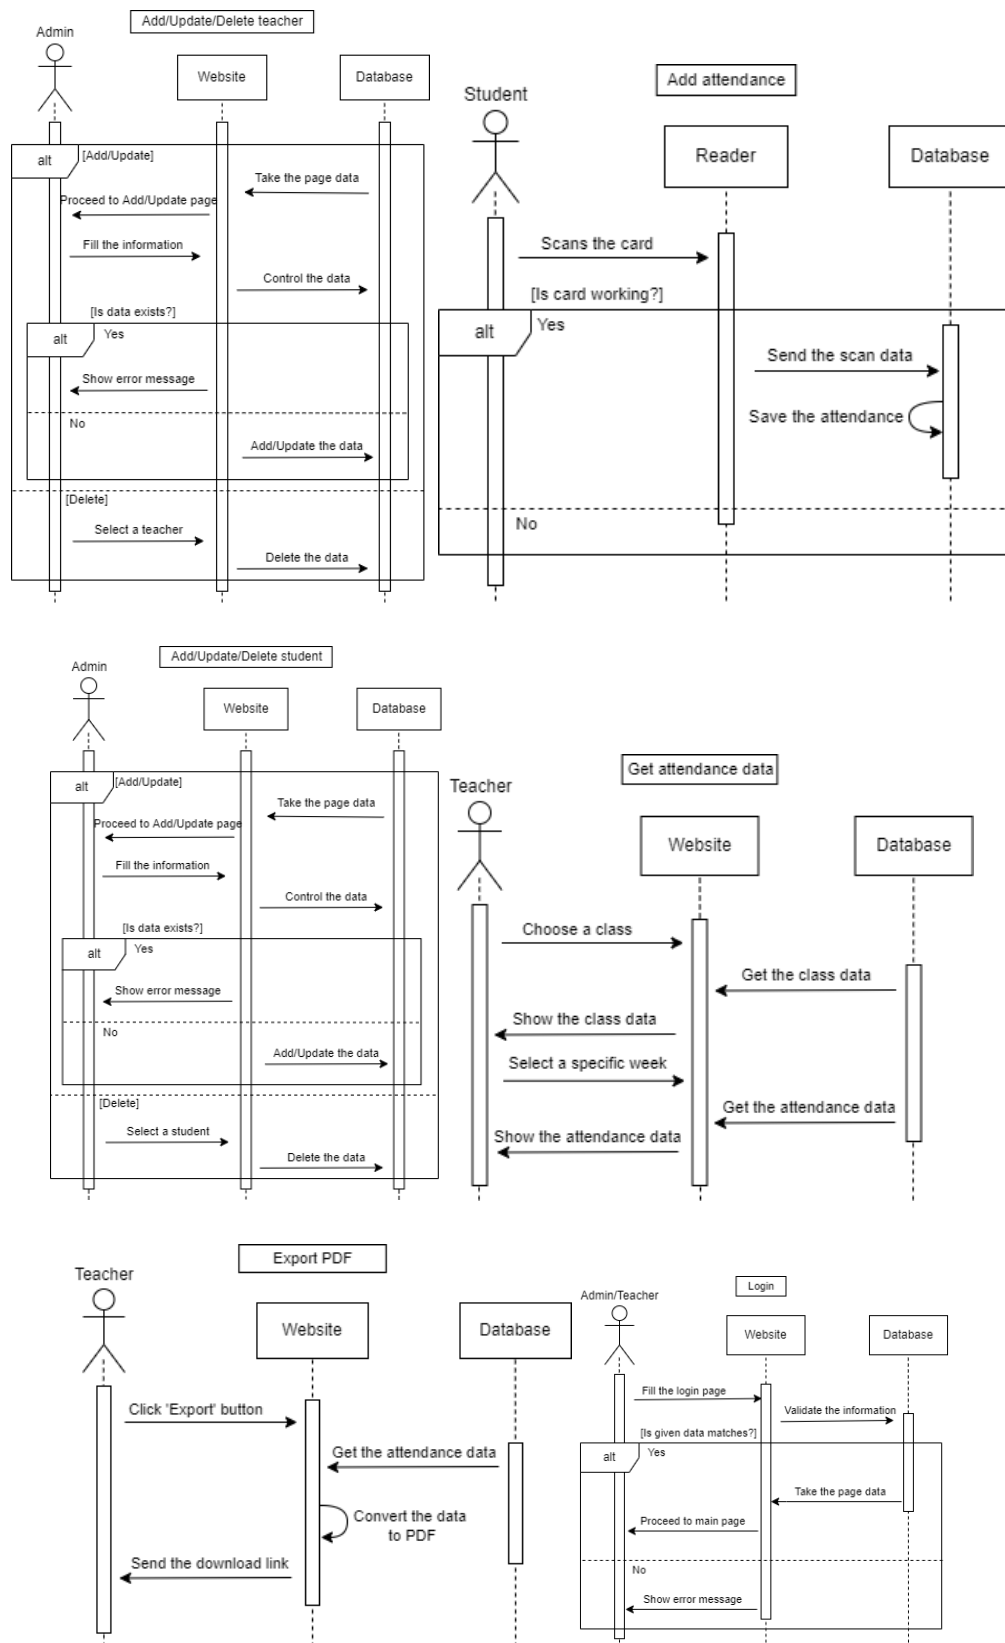 Add/Update/Delete teacher
Admin
Website
Database
alt
[Add/Update]
Take the page data
Proceed to Add/Update page
Fill the information
Control the data
[Is data exists?]
alt
Yes
Show error message
No
Add/Update the data
[Delete]
Select a teacher
Delete the data
Add attendance
Student
Reader
Database
Scans the card
[Is card working?]
alt
Yes
Send the scan data
Save the attendance
No
Add/Update/Delete student
Admin
Website
Database
alt
[Add/Update]
Take the page data
Proceed to Add/Update page
Fill the information
Control the data
[Is data exists?]
alt
Yes
Show error message
No
Add/Update the data
[Delete]
Select a student
Delete the data
Get attendance data
Teacher
Website
Database
Choose a class
Get the class data
Show the class data
Select a specific week
Get the attendance data
Show the attendance data
Export PDF
Teacher
Website
Database
Click 'Export' button
Get the attendance data
Convert the data
to PDF
Send the download link
Login
Admin/Teacher
Website
Database
Fill the login page
Validate the information
[Is given data matches?]
alt
Yes
Take the page data
Proceed to main page
No
Show error message